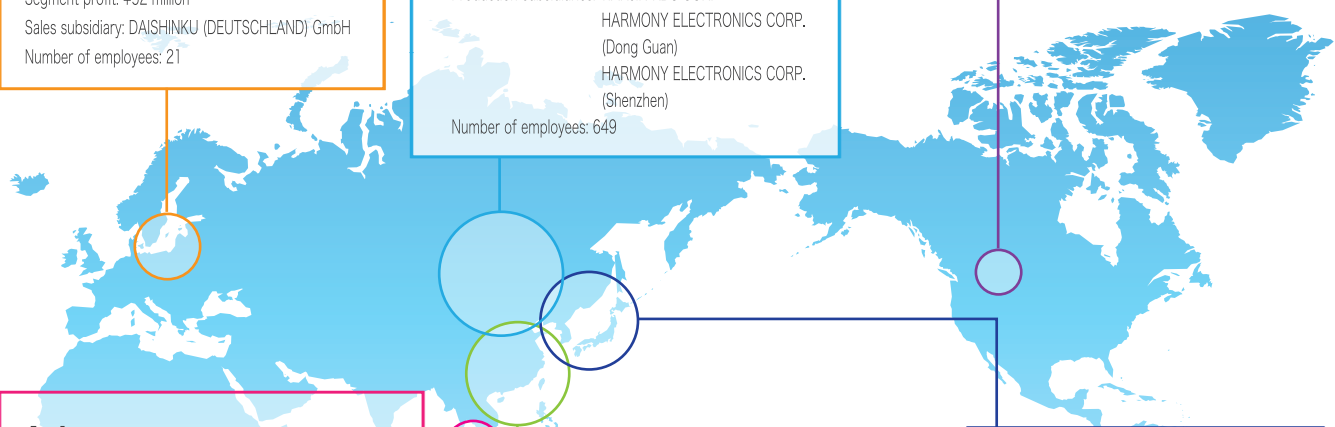 Sales subsidiary: DAISHINKU (DEUTSCHLAND) GmbH
Number of employees: 21
HARMONY ELECTRONICS CORP.
(Dong Guan)
HARMONY ELECTRONICS CORP.
(Shenzhen)
Number of employees: 649